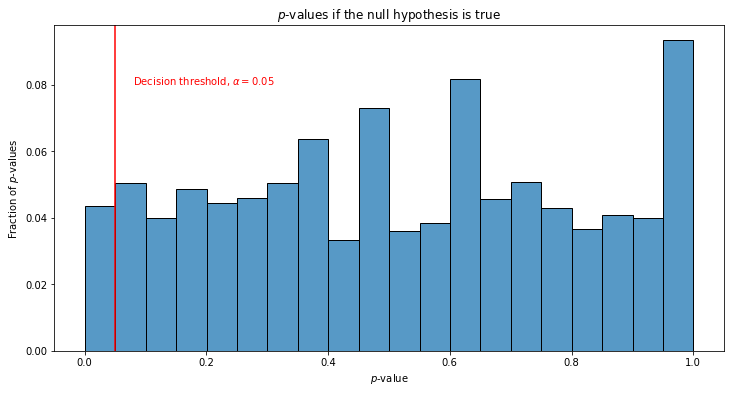 p-values if the null hypothesis is true
Decision threshold, α = 0.05
Fraction of p-values
0.08
0.06
0.04
0.02
0.00
0.0 0.2 0.4 0.6 0.8 1.0
p-value